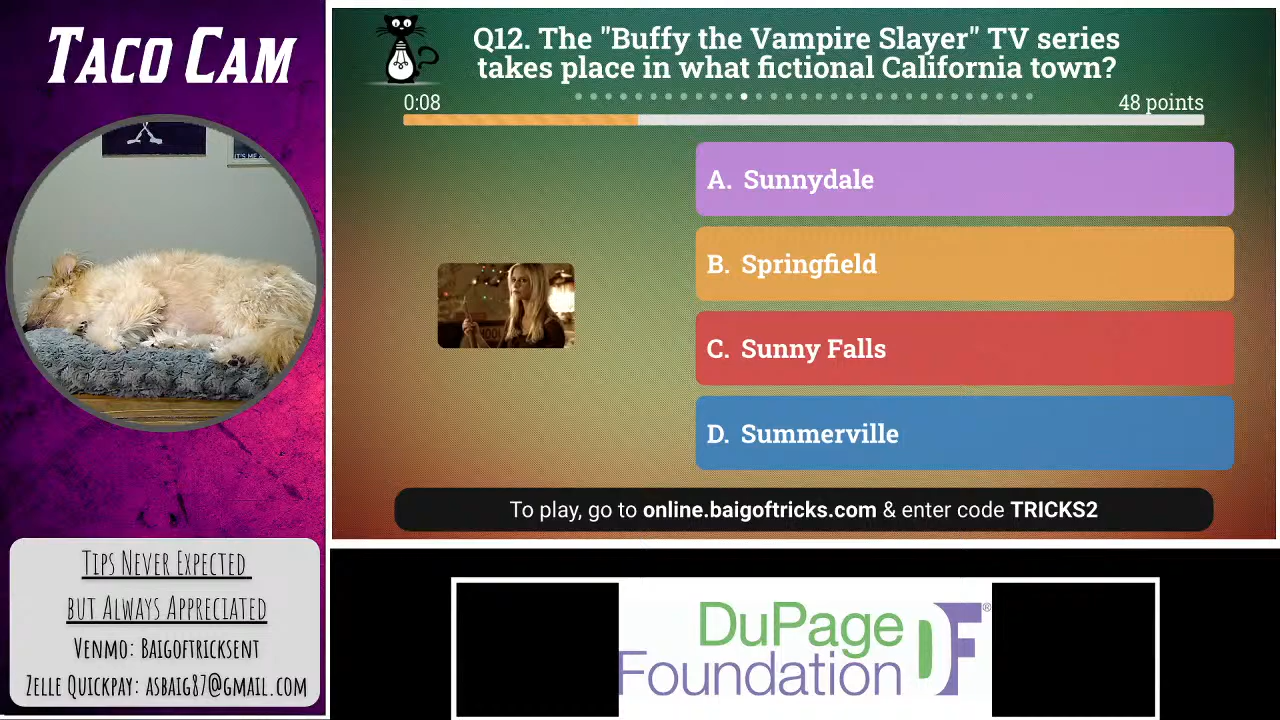 TACO CAM
Q12. The "Buffy the Vampire Slayer" TV series
takes place in what fictional California town?
0:08
48 points
A. Sunnydale
B. Springfield
C. Sunny Falls
D. Summerville
To play, go to online.baigoftricks.com & enter code TRICKS2
TIPS NEVER EXPECTED
BUT ALWAYS APPRECIATED
VENMO: BAIGOFTRICKSENT
ZELLE QUICKPAY: ASBAIG87@GMAIL.COM
DuPage
Foundation
DF®